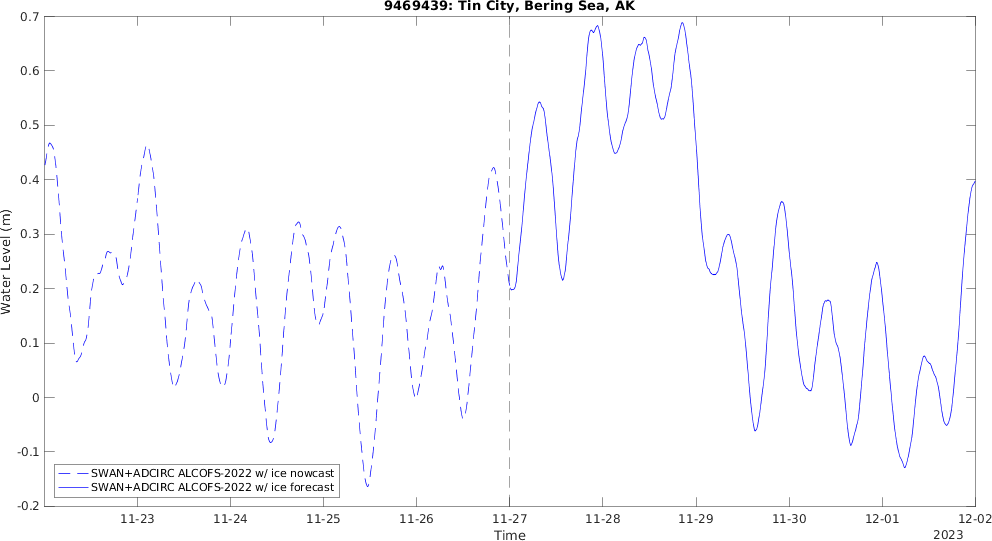 9469439: Tin City, Bering Sea, AK
0.7
0.6
0.5
0.4
0.3
0.2
0.1
0
-0.1
-0.2
Water Level (m)
SWAN+ADCIRC ALCOFS-2022 w/ ice nowcast
SWAN+ADCIRC ALCOFS-2022 w/ ice forecast
11-23 11-24 11-25 11-26 11-27 11-28 11-29 11-30 12-01 12-02
Time
2023